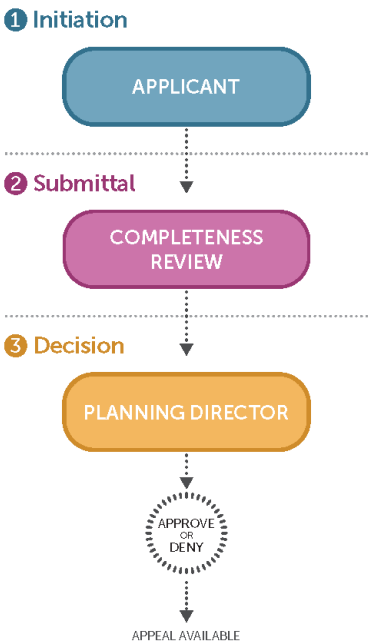 1 Initiation
APPLICANT
2 Submittal
COMPLETENESS
REVIEW
3 Decision
PLANNING DIRECTOR
APPROVE
OR
DENY
APPEAL AVAILABLE